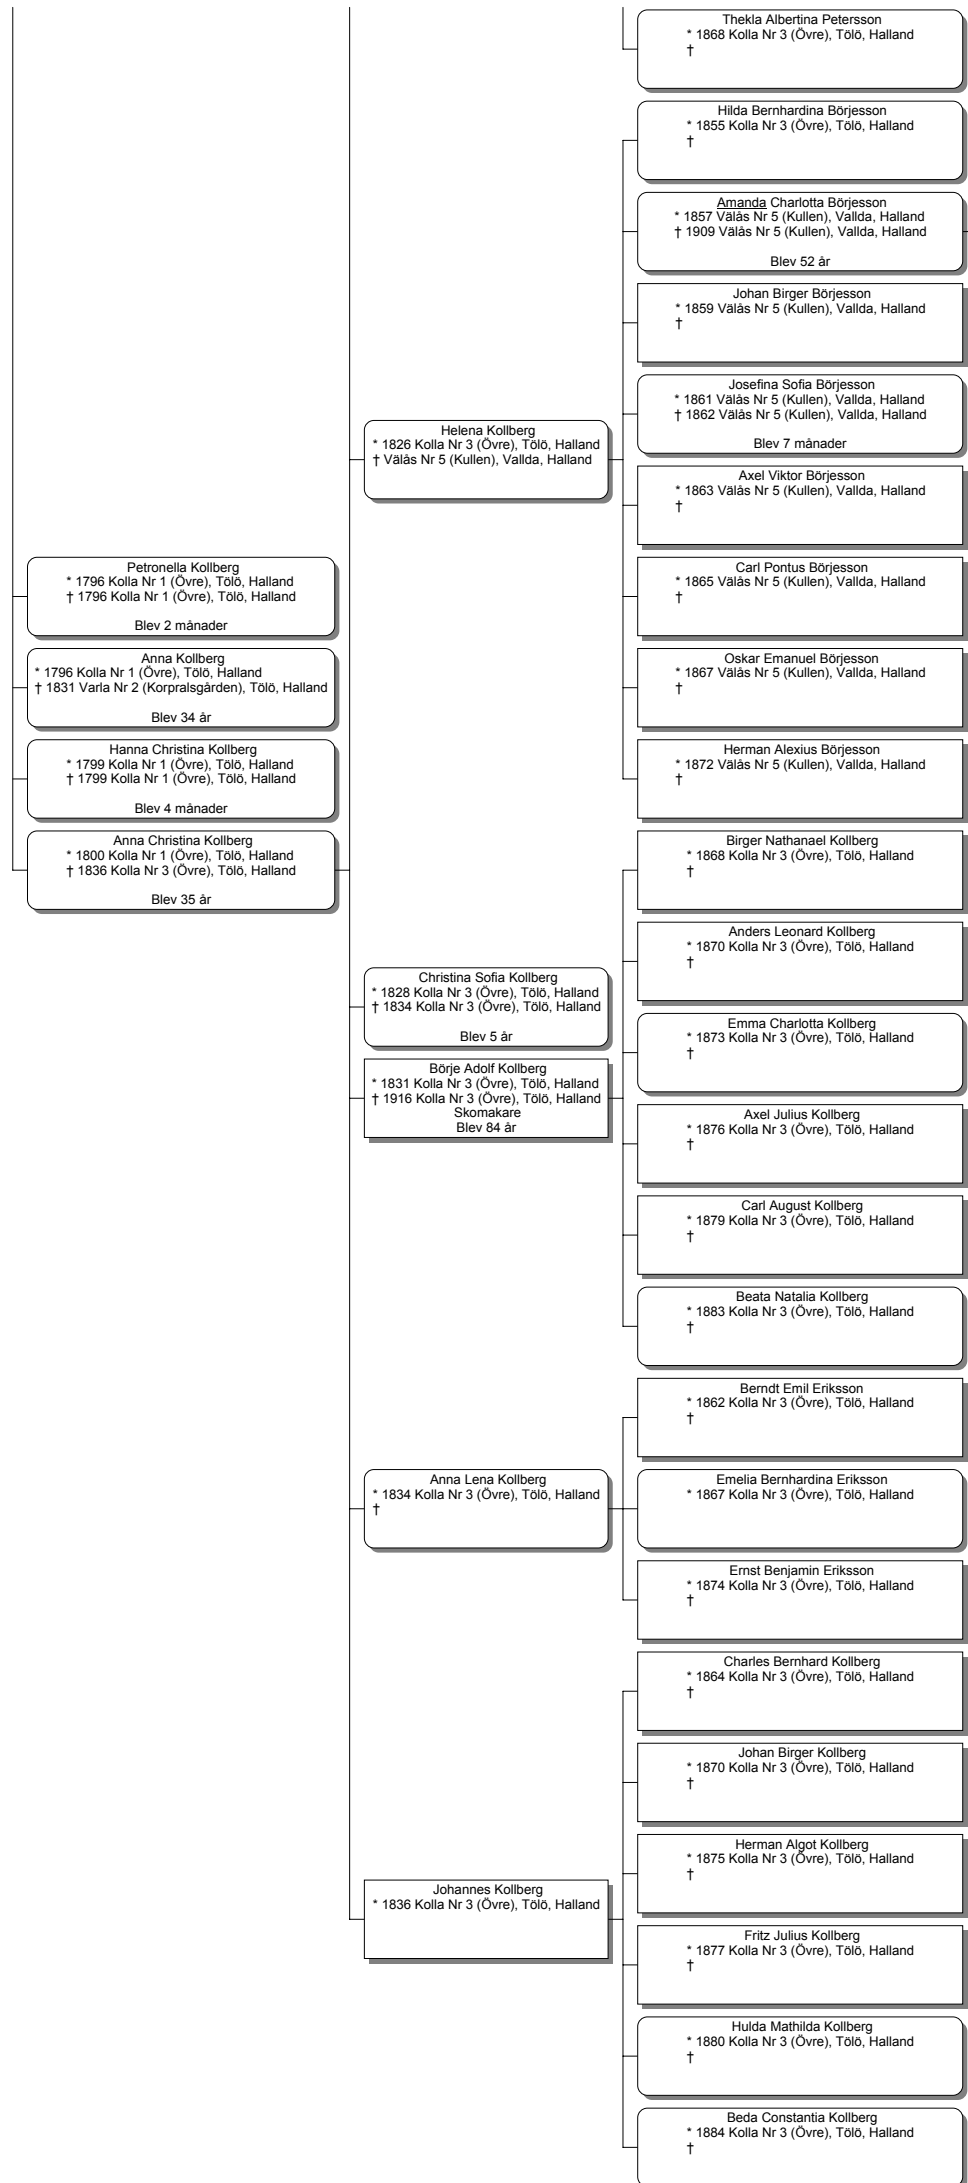 Thekla Albertina Petersson
* 1868 Kolla Nr 3 (Övre), Tölö, Halland
†
Hilda Bernhardina Börjesson
* 1855 Kolla Nr 3 (Övre), Tölö, Halland
†
Amanda Charlotta Börjesson
* 1857 Välås Nr 5 (Kullen), Vallda, Halland
† 1909 Välås Nr 5 (Kullen), Vallda, Halland
Blev 52 år
Johan Birger Börjesson
* 1859 Välås Nr 5 (Kullen), Vallda, Halland
†
Josefina Sofia Börjesson
* 1861 Välås Nr 5 (Kullen), Vallda, Halland
† 1862 Välås Nr 5 (Kullen), Vallda, Halland
Blev 7 månader
Helena Kollberg
* 1826 Kolla Nr 3 (Övre), Tölö, Halland
† Välås Nr 5 (Kullen), Vallda, Halland
Axel Viktor Börjesson
* 1863 Välås Nr 5 (Kullen), Vallda, Halland
†
Carl Pontus Börjesson
* 1865 Välås Nr 5 (Kullen), Vallda, Halland
†
Petronella Kollberg
* 1796 Kolla Nr 1 (Övre), Tölö, Halland
† 1796 Kolla Nr 1 (Övre), Tölö, Halland
Blev 2 månader
Anna Kollberg
* 1796 Kolla Nr 1 (Övre), Tölö, Halland
† 1831 Varla Nr 2 (Korpralsgården), Tölö, Halland
Blev 34 år
Oskar Emanuel Börjesson
* 1867 Välås Nr 5 (Kullen), Vallda, Halland
†
Hanna Christina Kollberg
* 1799 Kolla Nr 1 (Övre), Tölö, Halland
† 1799 Kolla Nr 1 (Övre), Tölö, Halland
Blev 4 månader
Herman Alexius Börjesson
* 1872 Välås Nr 5 (Kullen), Vallda, Halland
†
Anna Christina Kollberg
* 1800 Kolla Nr 1 (Övre), Tölö, Halland
† 1836 Kolla Nr 3 (Övre), Tölö, Halland
Blev 35 år
Birger Nathanael Kollberg
* 1868 Kolla Nr 3 (Övre), Tölö, Halland
†
Anders Leonard Kollberg
* 1870 Kolla Nr 3 (Övre), Tölö, Halland
†
Christina Sofia Kollberg
* 1828 Kolla Nr 3 (Övre), Tölö, Halland
† 1834 Kolla Nr 3 (Övre), Tölö, Halland
Blev 5 år
Emma Charlotta Kollberg
* 1873 Kolla Nr 3 (Övre), Tölö, Halland
†
Börje Adolf Kollberg
* 1831 Kolla Nr 3 (Övre), Tölö, Halland
† 1916 Kolla Nr 3 (Övre), Tölö, Halland
Skomakare
Blev 84 år
Axel Julius Kollberg
* 1876 Kolla Nr 3 (Övre), Tölö, Halland
†
Carl August Kollberg
* 1879 Kolla Nr 3 (Övre), Tölö, Halland
†
Beata Natalia Kollberg
* 1883 Kolla Nr 3 (Övre), Tölö, Halland
†
Berndt Emil Eriksson
* 1862 Kolla Nr 3 (Övre), Tölö, Halland
†
Anna Lena Kollberg
* 1834 Kolla Nr 3 (Övre), Tölö, Halland
†
Emelia Bernhardina Eriksson
* 1867 Kolla Nr 3 (Övre), Tölö, Halland
Ernst Benjamin Eriksson
* 1874 Kolla Nr 3 (Övre), Tölö, Halland
†
Charles Bernhard Kollberg
* 1864 Kolla Nr 3 (Övre), Tölö, Halland
†
Johan Birger Kollberg
* 1870 Kolla Nr 3 (Övre), Tölö, Halland
†
Herman Algot Kollberg
* 1875 Kolla Nr 3 (Övre), Tölö, Halland
†
Johannes Kollberg
* 1836 Kolla Nr 3 (Övre), Tölö, Halland
Fritz Julius Kollberg
* 1877 Kolla Nr 3 (Övre), Tölö, Halland
†
Hulda Mathilda Kollberg
* 1880 Kolla Nr 3 (Övre), Tölö, Halland
†
Beda Constantia Kollberg
* 1884 Kolla Nr 3 (Övre), Tölö, Halland
†